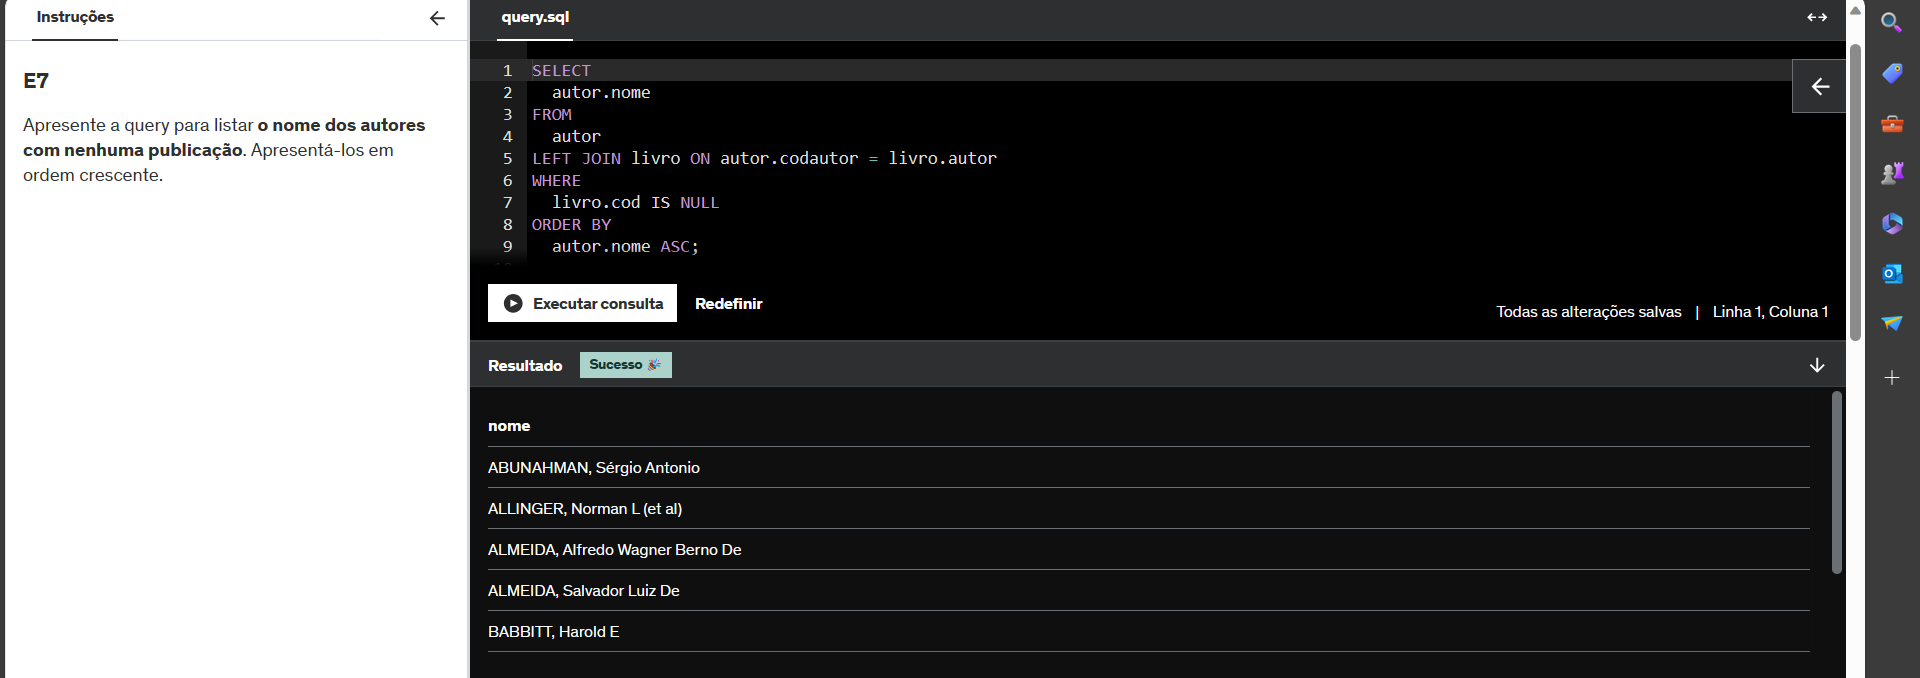 Instruções
E7
Apresente a query para listar o nome dos autores
com nenhuma publicação. Apresentá-los em
ordem crescente.
query.sql
1 SELECT
2 autor.nome
3 FROM
4 autor
5 LEFT JOIN livro ON autor.codautor = livro.autor
6 WHERE
7 livro.cod IS NULL
8 ORDER BY
9 autor.nome ASC;
Executar consulta Redefinir
Todas as alterações salvas | Linha 1, Coluna 1
Resultado Sucesso 🎉
nome
ABUNAHMAN, Sérgio Antonio
ALLINGER, Norman L (et al)
ALMEIDA, Alfredo Wagner Berno De
ALMEIDA, Salvador Luiz De
BABBITT, Harold E